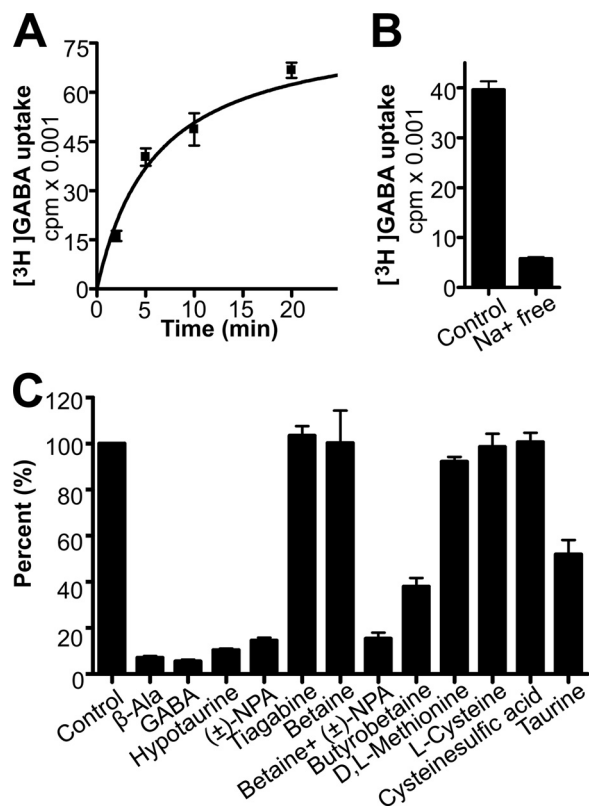 A
[³H ]GABA uptake
cpm x 0.001
75
60
45
30
15
0
0
5
10
15
20
Time (min)
B
[³H ]GABA uptake
cpm x 0.001
40
30
20
10
0
Control
Na+ free
C
Percent (%)
120
100
80
60
40
20
0
Control
β-Ala
GABA
Hypotaurine
(±)-NPA
Tiagabine
Betaine
Betaine+ (±)-NPA
Butyrobetaine
D,L-Methionine
L-Cysteine
Cysteinesulfic acid
Taurine